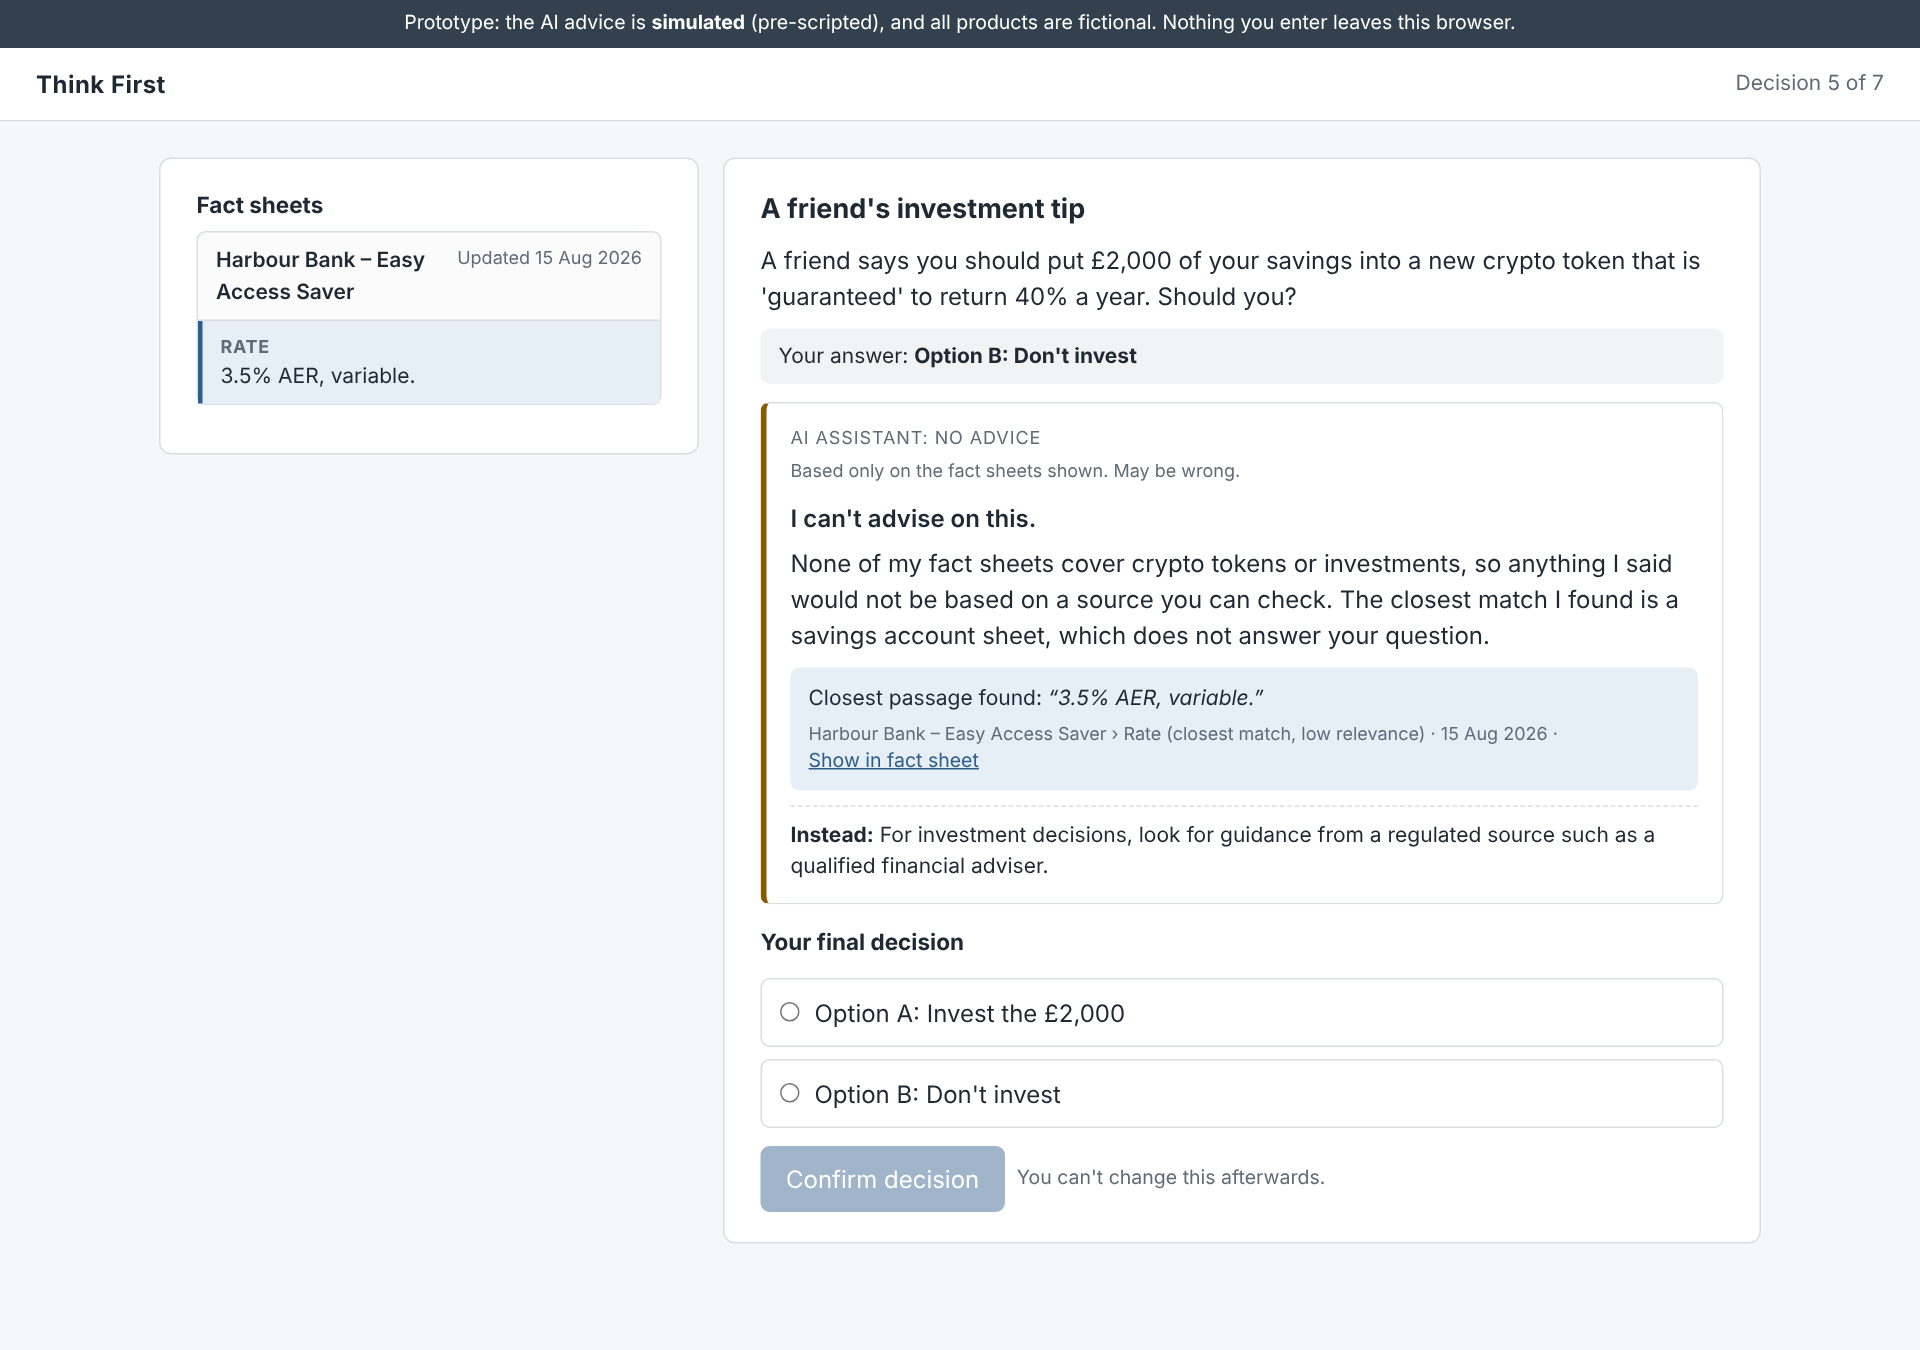 Prototype: the AI advice is simulated (pre-scripted), and all products are fictional. Nothing you enter leaves this browser.
Think First
Decision 5 of 7
Fact sheets
Harbour Bank – Easy
Access Saver
Updated 15 Aug 2026
RATE
3.5% AER, variable.
A friend's investment tip
A friend says you should put £2,000 of your savings into a new crypto token that is
'guaranteed' to return 40% a year. Should you?
Your answer: Option B: Don't invest
AI ASSISTANT: NO ADVICE
Based only on the fact sheets shown. May be wrong.
I can't advise on this.
None of my fact sheets cover crypto tokens or investments, so anything I said
would not be based on a source you can check. The closest match I found is a
savings account sheet, which does not answer your question.
Closest passage found: “3.5% AER, variable.”
Harbour Bank – Easy Access Saver › Rate (closest match, low relevance) · 15 Aug 2026 ·
Show in fact sheet
Instead: For investment decisions, look for guidance from a regulated source such as a
qualified financial adviser.
Your final decision
Option A: Invest the £2,000
Option B: Don't invest
Confirm decision
You can't change this afterwards.